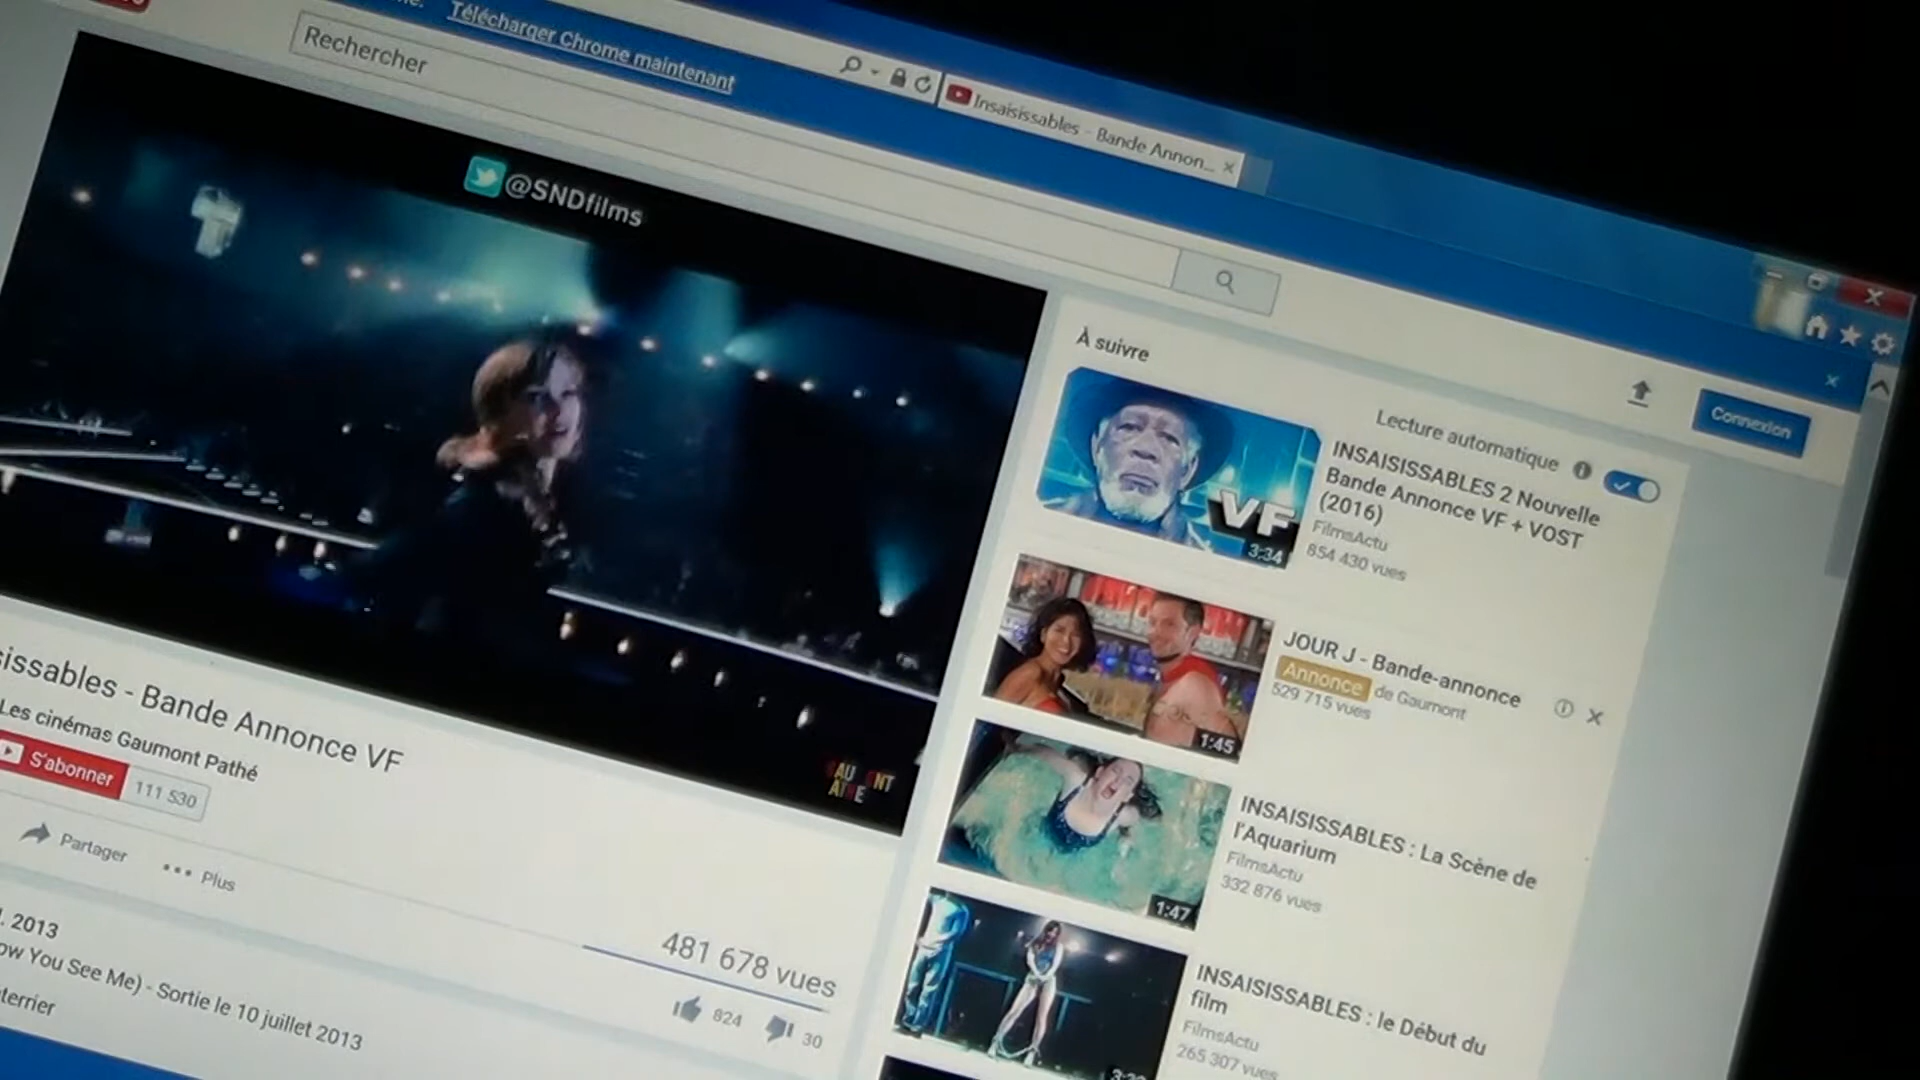 Télécharger Chrome maintenant
Rechercher
Insaisissables - Bande Annon...
@SNDfilms
À suivre
Lecture automatique
Connexion
INSAISISSABLES 2 Nouvelle
Bande Annonce VF + VOST
(2016)
FilmsActu
854 430 vues
VF
3:34
JOUR J - Bande-annonce
Annonce de Gaumont
529 715 vues
1:45
INSAISISSABLES : La Scène de
l'Aquarium
FilmsActu
332 876 vues
1:47
INSAISISSABLES : le Début du
film
FilmsActu
265 307 vues
sissables - Bande Annonce VF
Les cinémas Gaumont Pathé
S'abonner 111 530
Partager
Plus
481 678 vues
824
30
. 2013
ow You See Me) - Sortie le 10 juillet 2013
terrier